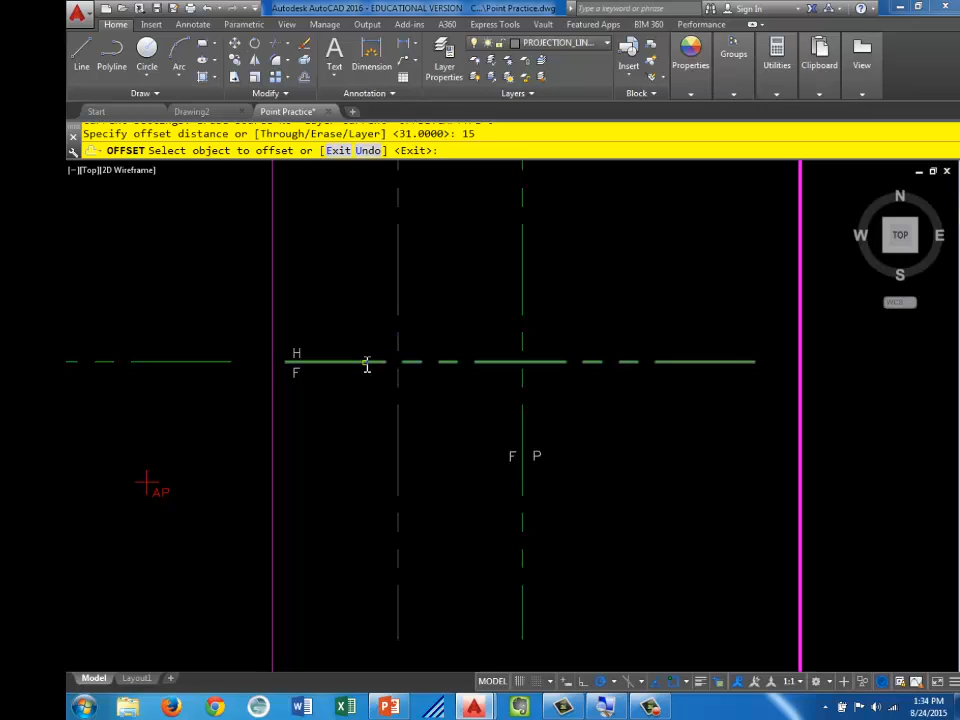 Autodesk AutoCAD 2016 - EDUCATIONAL VERSION C...\Point Practice.dwg
Type a keyword or phrase
Sign In
Home Insert Annotate Parametric View Manage Output Add-ins A360 Express Tools Vault Featured Apps BIM 360 Performance
PROJECTION_LIN...
Line Polyline Circle Arc Text Dimension Layer Properties Insert Properties Groups Utilities Clipboard View
Draw Modify Annotation Layers Block
Start Drawing2 Point Practice*
Specify offset distance or [Through/Erase/Layer] <31.0000>: 15
OFFSET Select object to offset or [Exit Undo] <Exit>:
[−][Top][2D Wireframe]
N
W TOP E
S
H
F
F P
AP
Model Layout1
MODEL
1:1
1:34 PM
8/24/2015